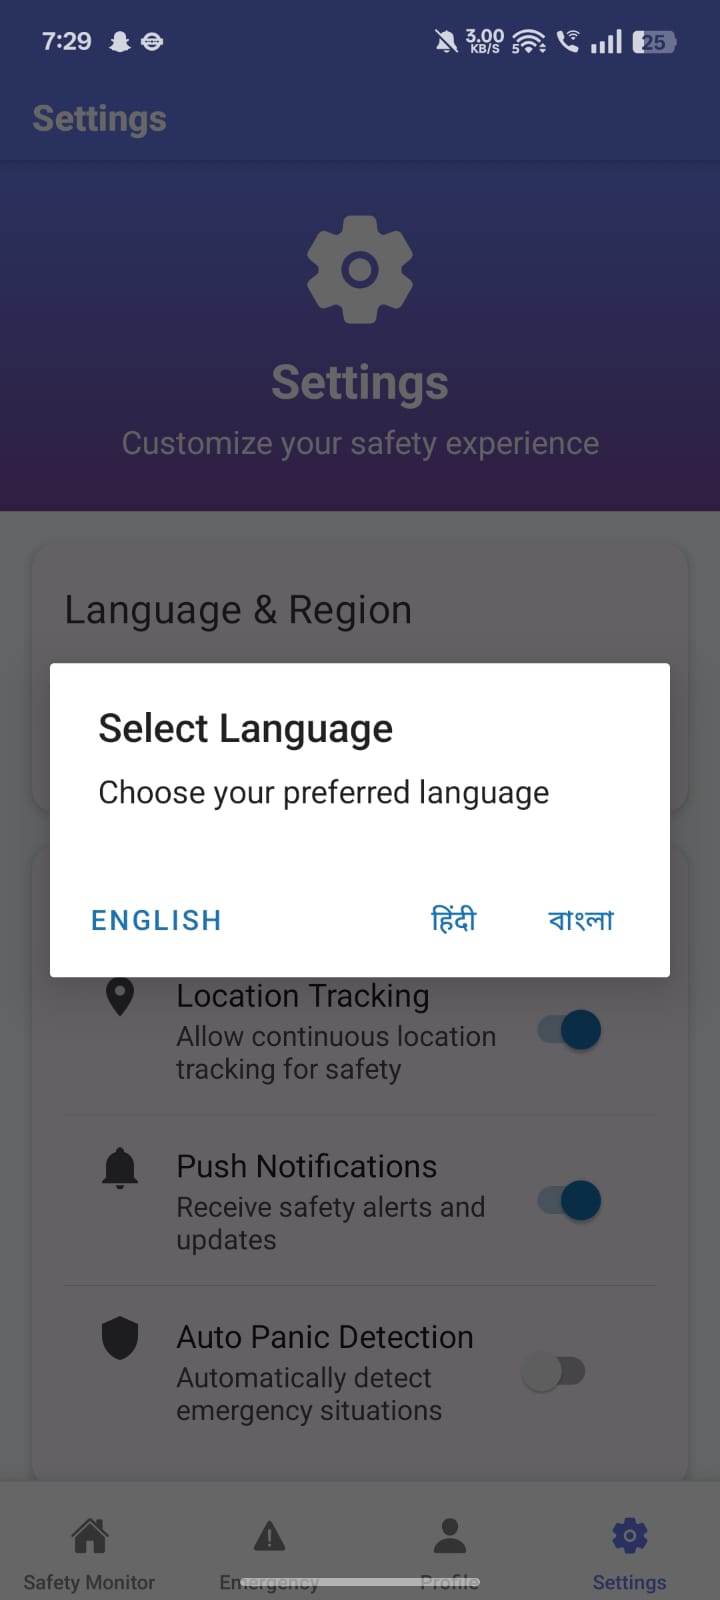 7:29
3.00
KB/S
5
25
Settings
Settings
Customize your safety experience
Language & Region
Select Language
Choose your preferred language
ENGLISH हिंदी বাংলা
Location Tracking
Allow continuous location
tracking for safety
Push Notifications
Receive safety alerts and
updates
Auto Panic Detection
Automatically detect
emergency situations
Safety Monitor Emergency Profile Settings